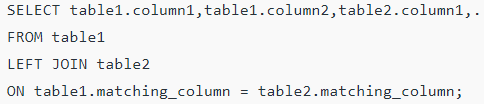 SELECT table1.column1,table1.column2,table2.column1,.
FROM table1
LEFT JOIN table2
ON table1.matching_column = table2.matching_column;